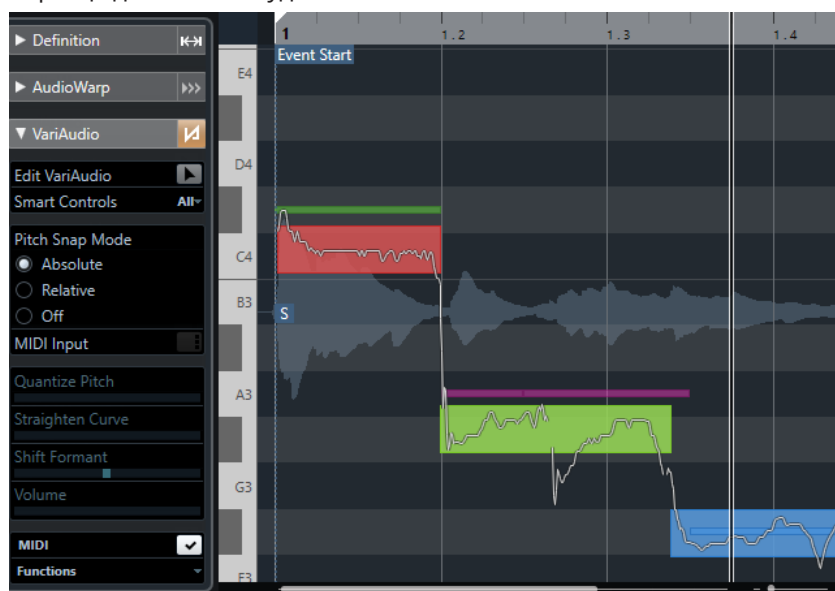 Definition
AudioWarp
VariAudio
Edit VariAudio
Smart Controls All
Pitch Snap Mode
Absolute
Relative
Off
MIDI Input
Quantize Pitch
Straighten Curve
Shift Formant
Volume
MIDI
Functions
1 1.2 1.3 1.4
Event Start
E4
D4
C4
B3
S
A3
G3
F3